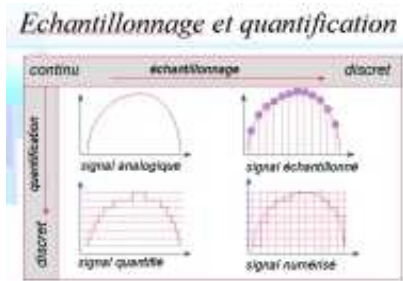 Echantillonnage et quantification
continu échantillonnage discret
quantification
discret
signal analogique
signal échantillonné
signal quantifié
signal numérisé